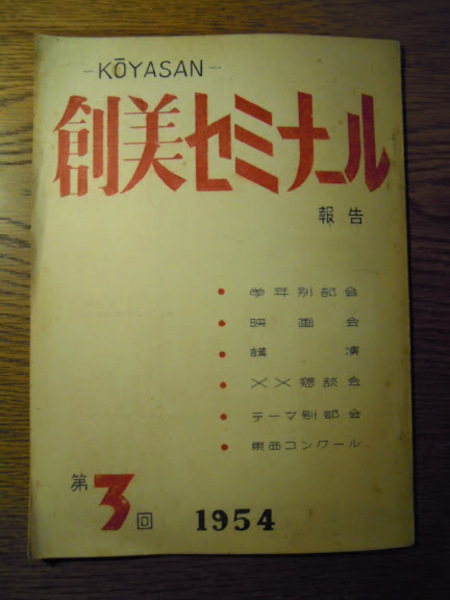 -KŌYASAN-
創美セミナール
報告
• 学年別部会
• 映画会
• 講演
• ××懇談会
• テーマ別部会
• 東西コンクール
第3回 1954